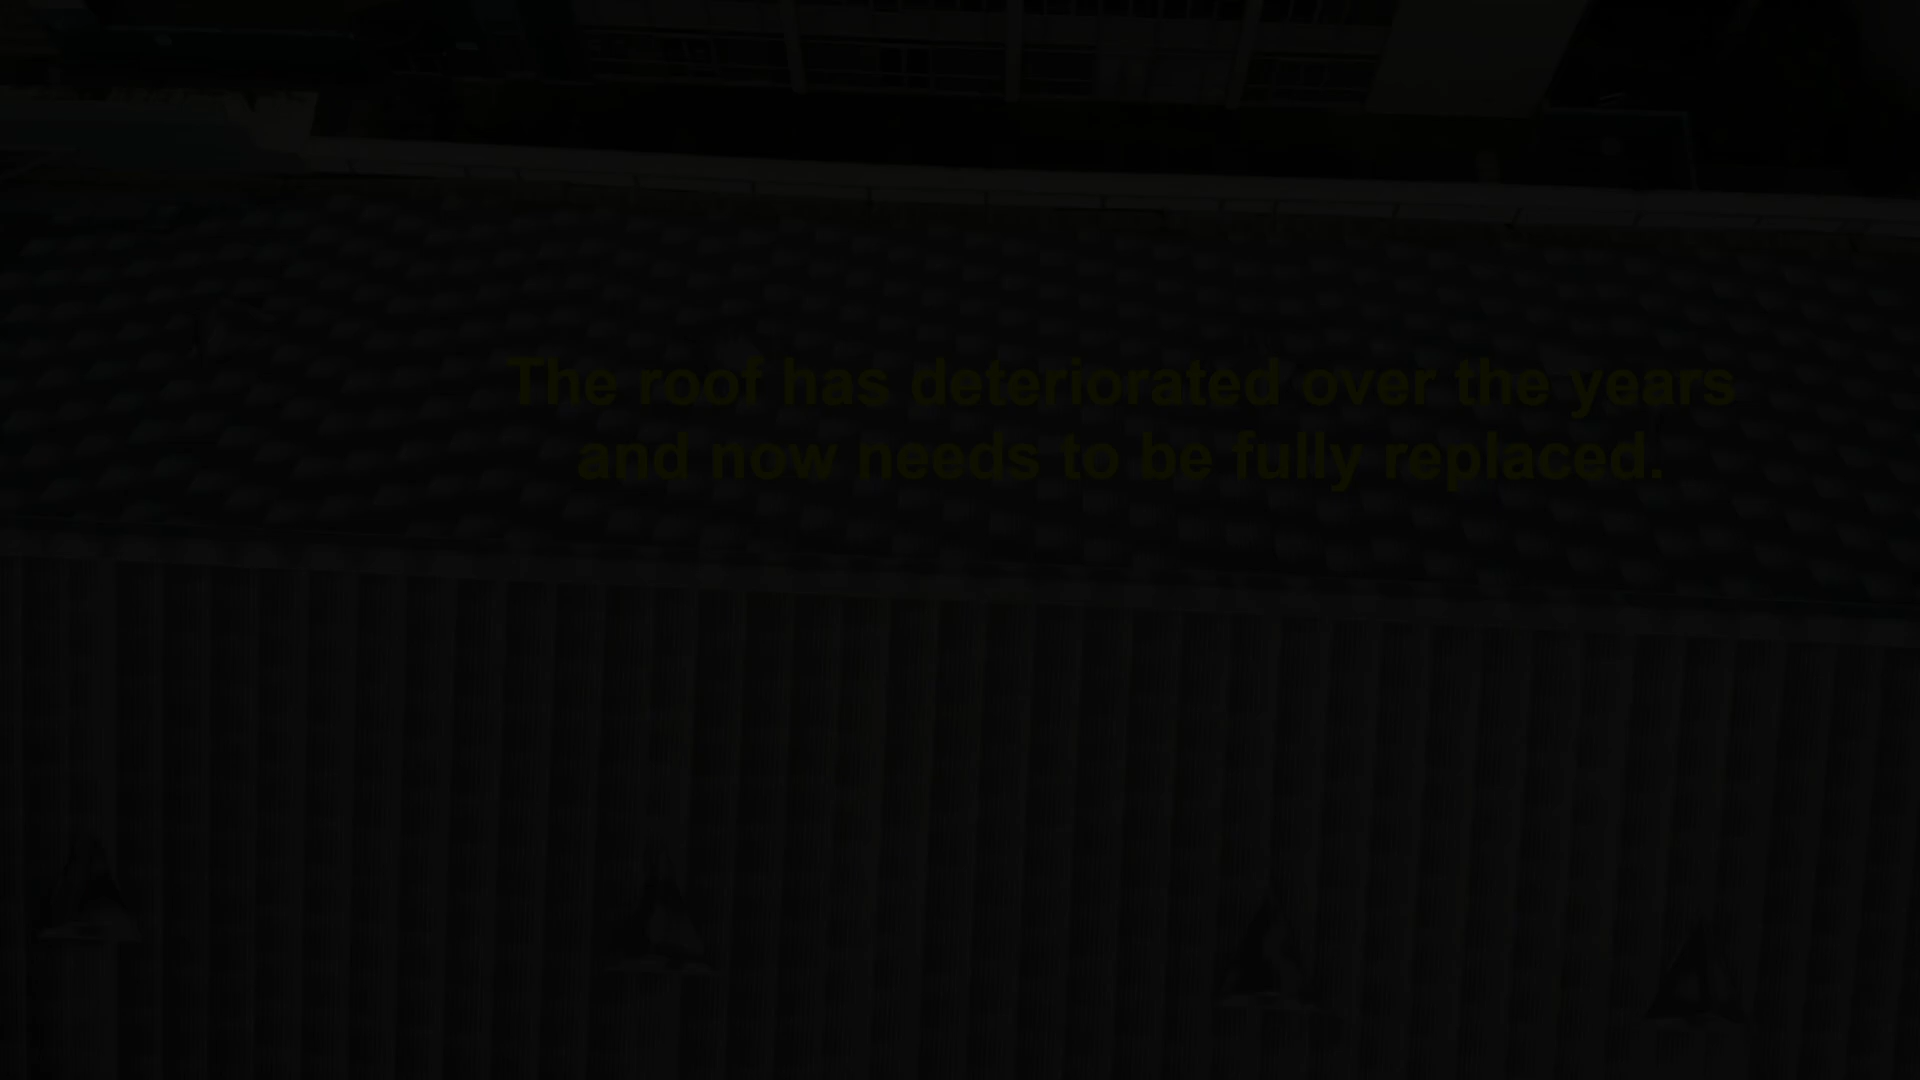 The roof has deteriorated over the years
and now needs to be fully replaced.